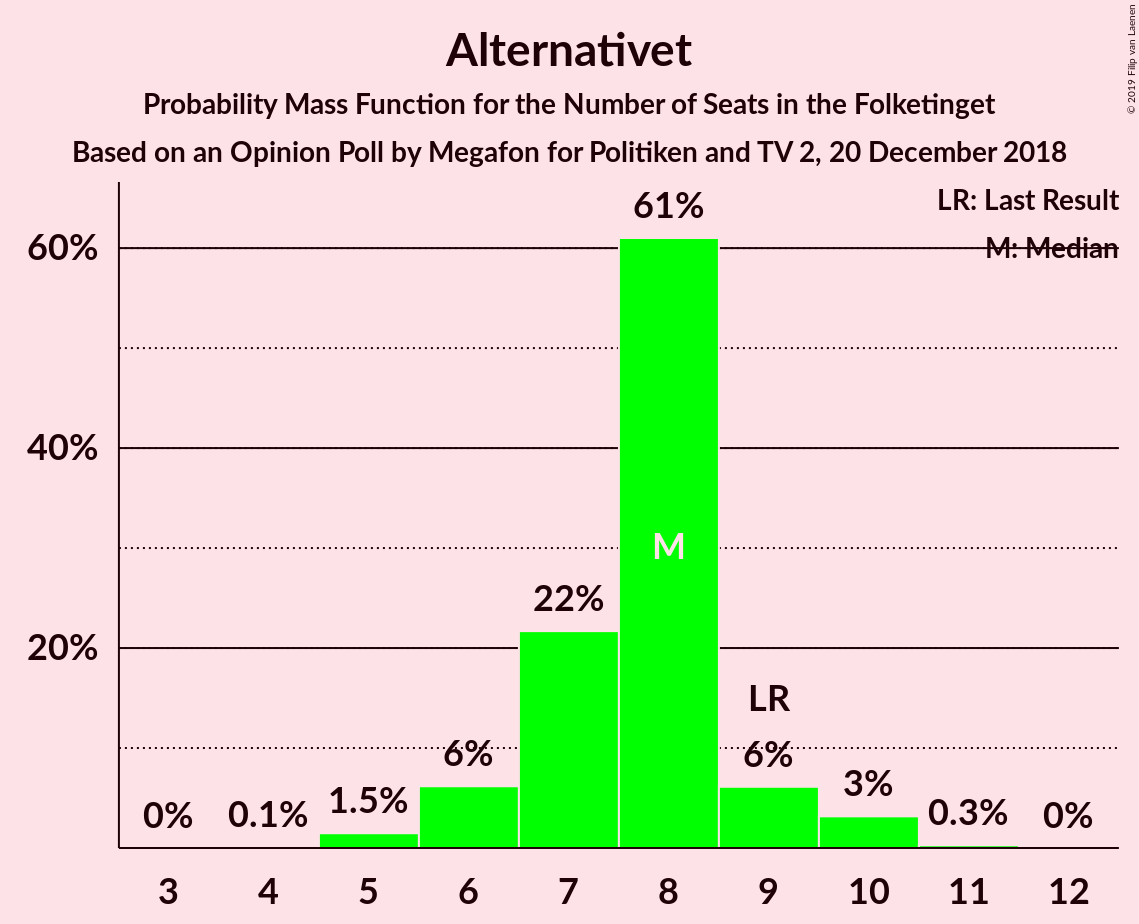 Alternativet
Probability Mass Function for the Number of Seats in the Folketinget
Based on an Opinion Poll by Megafon for Politiken and TV 2, 20 December 2018
© 2019 Filip van Laenen
LR: Last Result
M: Median
60%
40%
20%
0%
0.1%
1.5%
6%
22%
61%
M
LR
6%
3%
0.3%
0%
3 4 5 6 7 8 9 10 11 12